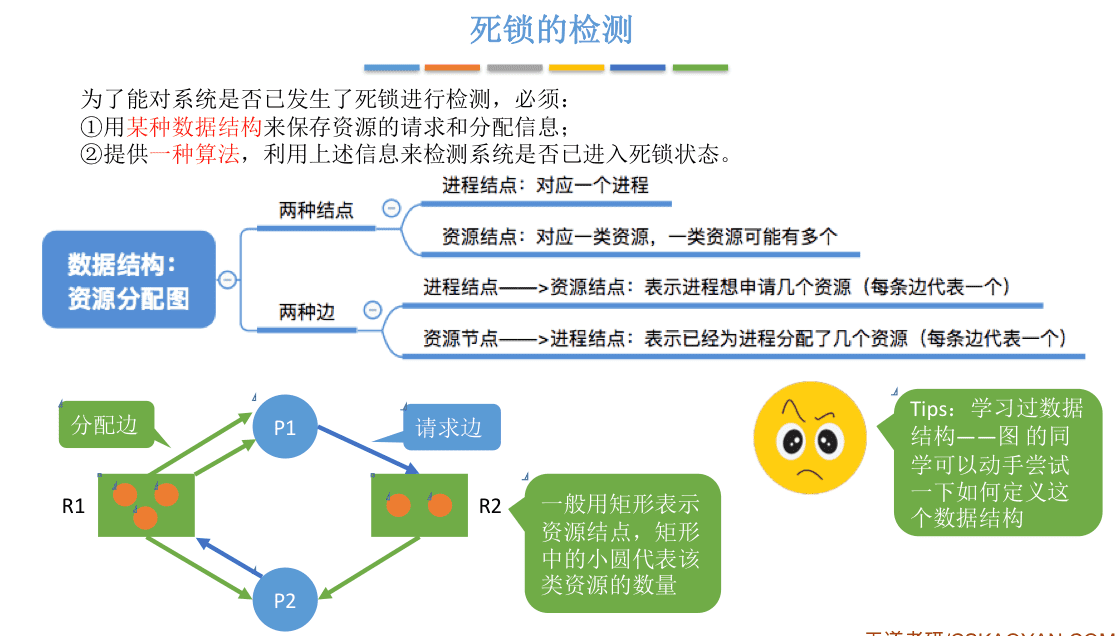 死锁的检测
为了能对系统是否已发生了死锁进行检测，必须：
①用某种数据结构来保存资源的请求和分配信息；
②提供一种算法，利用上述信息来检测系统是否已进入死锁状态。
数据结构：
资源分配图
两种结点
进程结点：对应一个进程
资源结点：对应一类资源，一类资源可能有多个
两种边
进程结点——>资源结点：表示进程想申请几个资源（每条边代表一个）
资源节点——>进程结点：表示已经为进程分配了几个资源（每条边代表一个）
分配边
P1
请求边
R1
R2
P2
一般用矩形表示
资源结点，矩形
中的小圆代表该
类资源的数量
Tips：学习过数据
结构——图 的同
学可以动手尝试
一下如何定义这
个数据结构